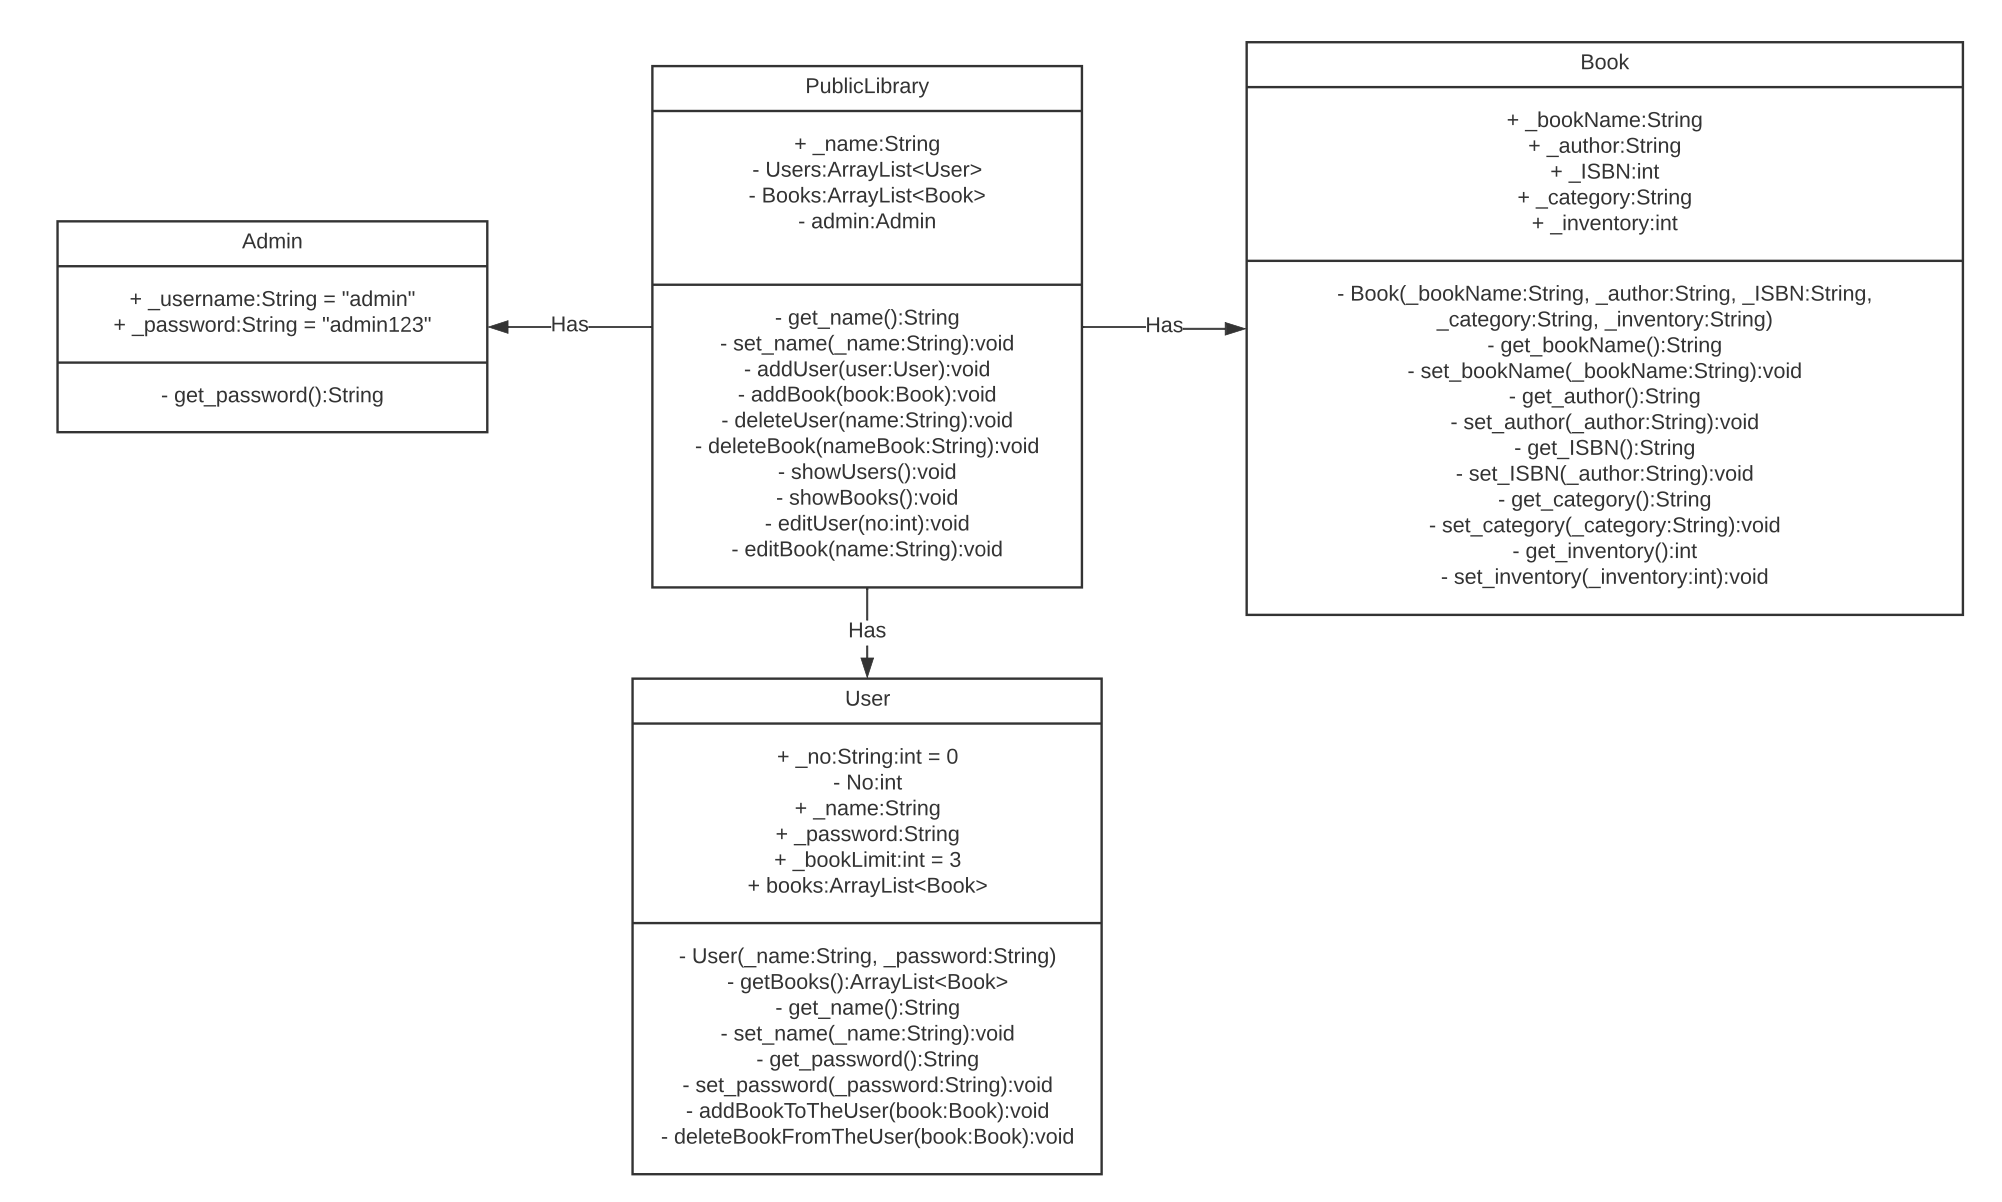 PublicLibrary
+ _name:String
- Users:ArrayList<User>
- Books:ArrayList<Book>
- admin:Admin
- get_name():String
- set_name(_name:String):void
- addUser(user:User):void
- addBook(book:Book):void
- deleteUser(name:String):void
- deleteBook(nameBook:String):void
- showUsers():void
- showBooks():void
- editUser(no:int):void
- editBook(name:String):void
Has
Admin
+ _username:String = "admin"
+ _password:String = "admin123"
- get_password():String
Has
Book
+ _bookName:String
+ _author:String
+ _ISBN:int
+ _category:String
+ _inventory:int
- Book(_bookName:String, _author:String, _ISBN:String,
_category:String, _inventory:String)
- get_bookName():String
- set_bookName(_bookName:String):void
- get_author():String
- set_author(_author:String):void
- get_ISBN():String
- set_ISBN(_author:String):void
- get_category():String
- set_category(_category:String):void
- get_inventory():int
- set_inventory(_inventory:int):void
Has
User
+ _no:String:int = 0
- No:int
+ _name:String
+ _password:String
+ _bookLimit:int = 3
+ books:ArrayList<Book>
- User(_name:String, _password:String)
- getBooks():ArrayList<Book>
- get_name():String
- set_name(_name:String):void
- get_password():String
- set_password(_password:String):void
- addBookToTheUser(book:Book):void
- deleteBookFromTheUser(book:Book):void